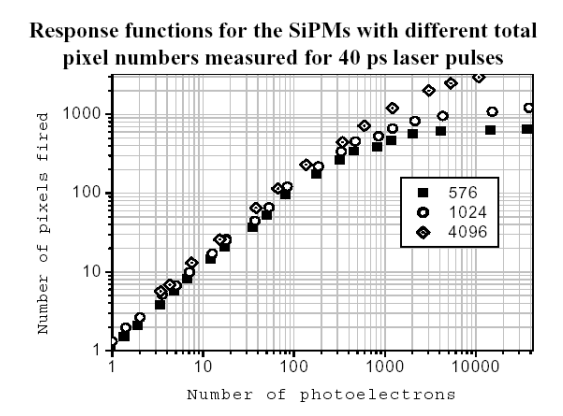 Response functions for the SiPMs with different total
pixel numbers measured for 40 ps laser pulses
Number of pixels fired
1000
100
10
1
576
1024
4096
1 10 100 1000 10000
Number of photoelectrons